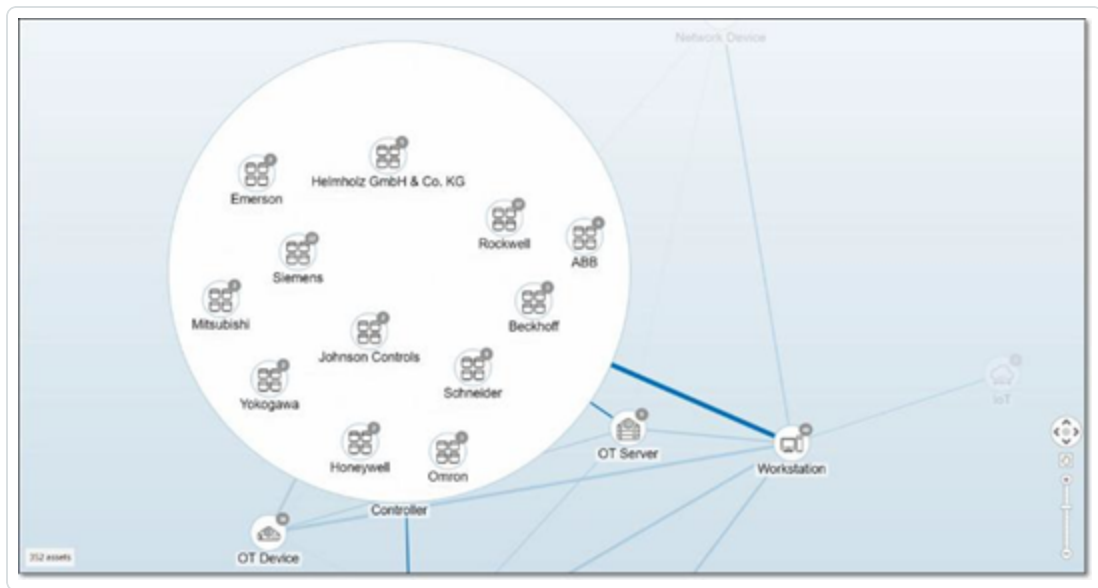 Network Device
Helmholz GmbH & Co. KG
Emerson
Rockwell
ABB
Siemens
Mitsubishi
Beckhoff
Johnson Controls
Schneider
IoT
Yokogawa
OT Server
Honeywell
Workstation
Omron
Controller
OT Device
352 assets